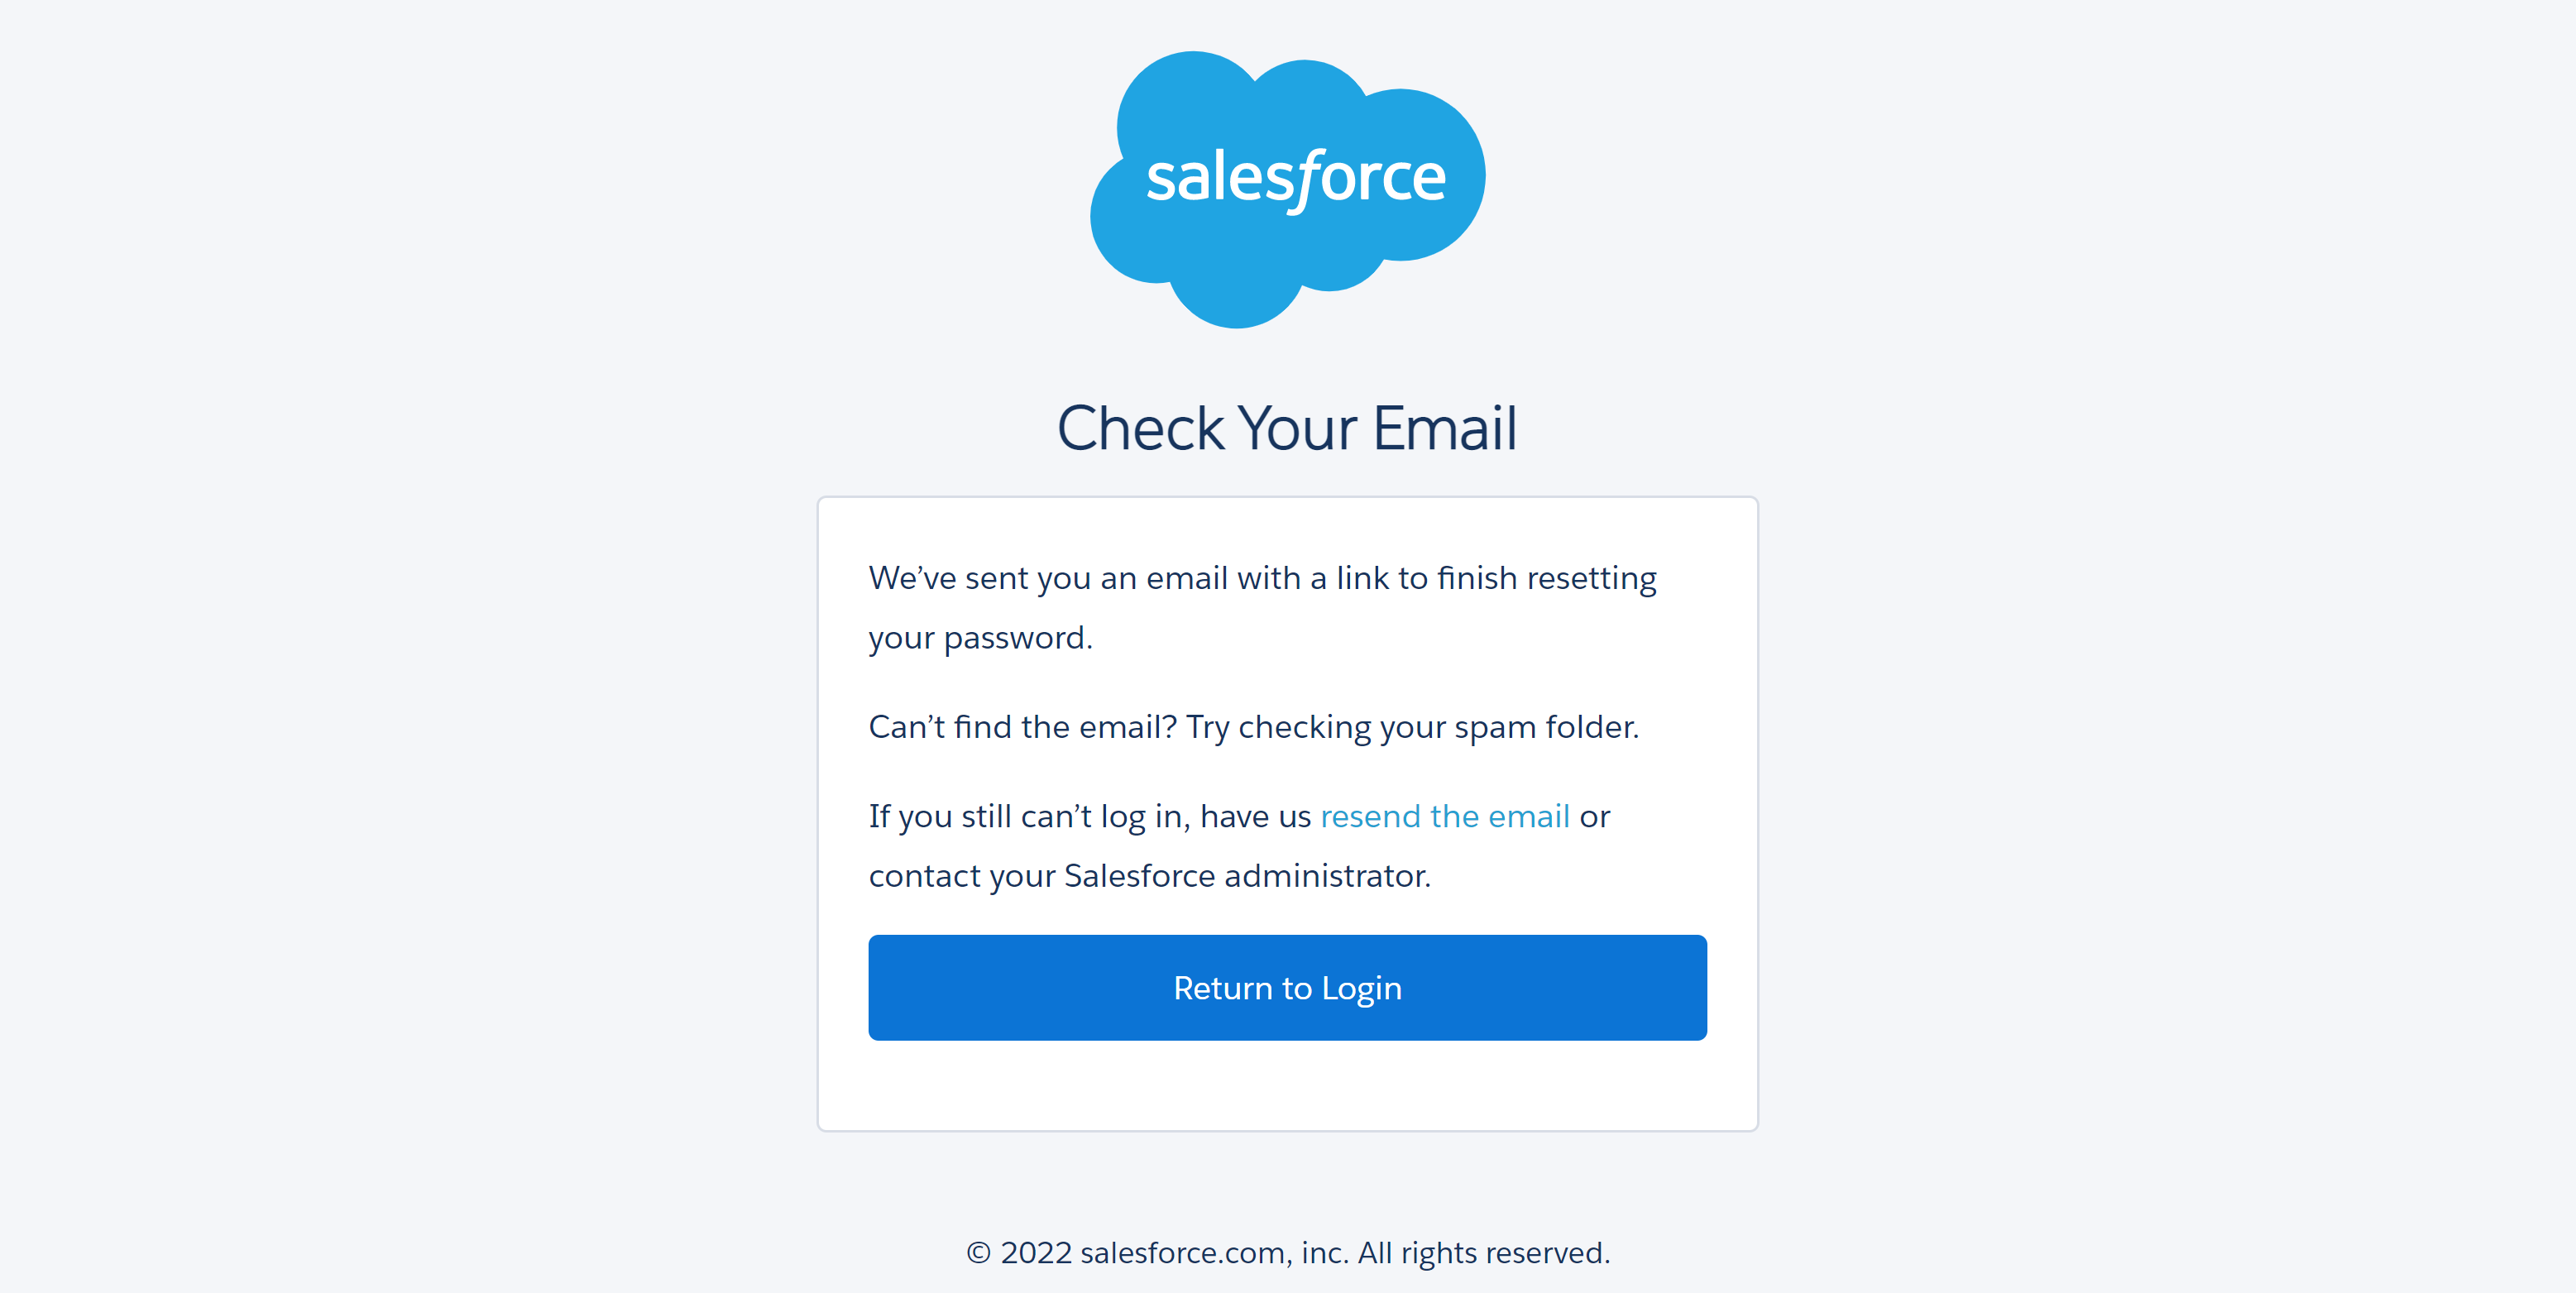 salesforce
Check Your Email
We’ve sent you an email with a link to finish resetting
your password.
Can’t find the email? Try checking your spam folder.
If you still can’t log in, have us resend the email or
contact your Salesforce administrator.
Return to Login
© 2022 salesforce.com, inc. All rights reserved.